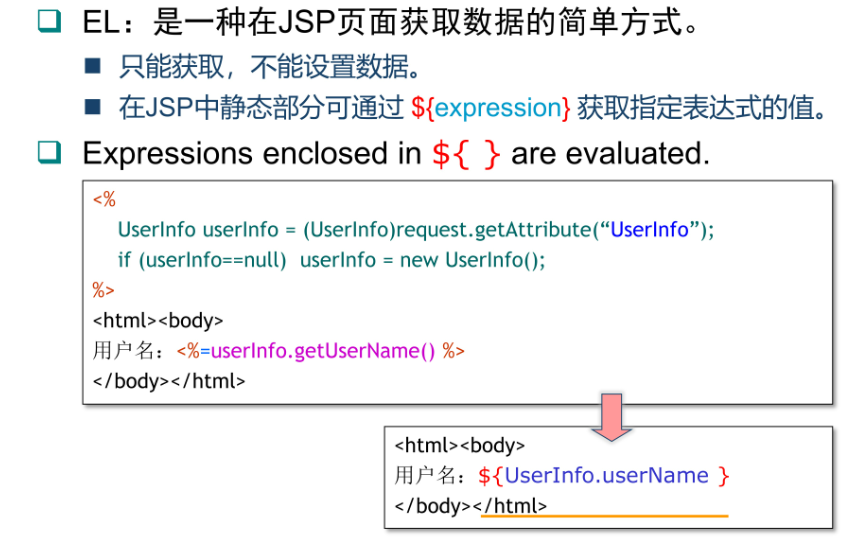 EL：是一种在JSP页面获取数据的简单方式。
只能获取，不能设置数据。
在JSP中静态部分可通过 ${expression} 获取指定表达式的值。
Expressions enclosed in ${ } are evaluated.
<%
UserInfo userInfo = (UserInfo)request.getAttribute(“UserInfo”);
if (userInfo==null) userInfo = new UserInfo();
%>
<html><body>
用户名：<%=userInfo.getUserName() %>
</body></html>
<html><body>
用户名：${UserInfo.userName }
</body></html>